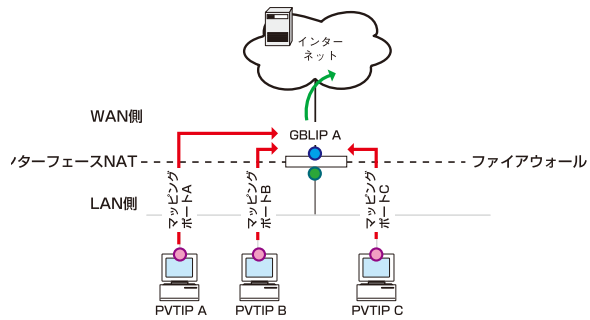 インター
ネット
WAN側
GBLIP A
ンターフェースNAT
ファイアウォール
マッピング
ポートA
マッピング
ポートB
マッピング
ポートC
LAN側
PVTIP A
PVTIP B
PVTIP C